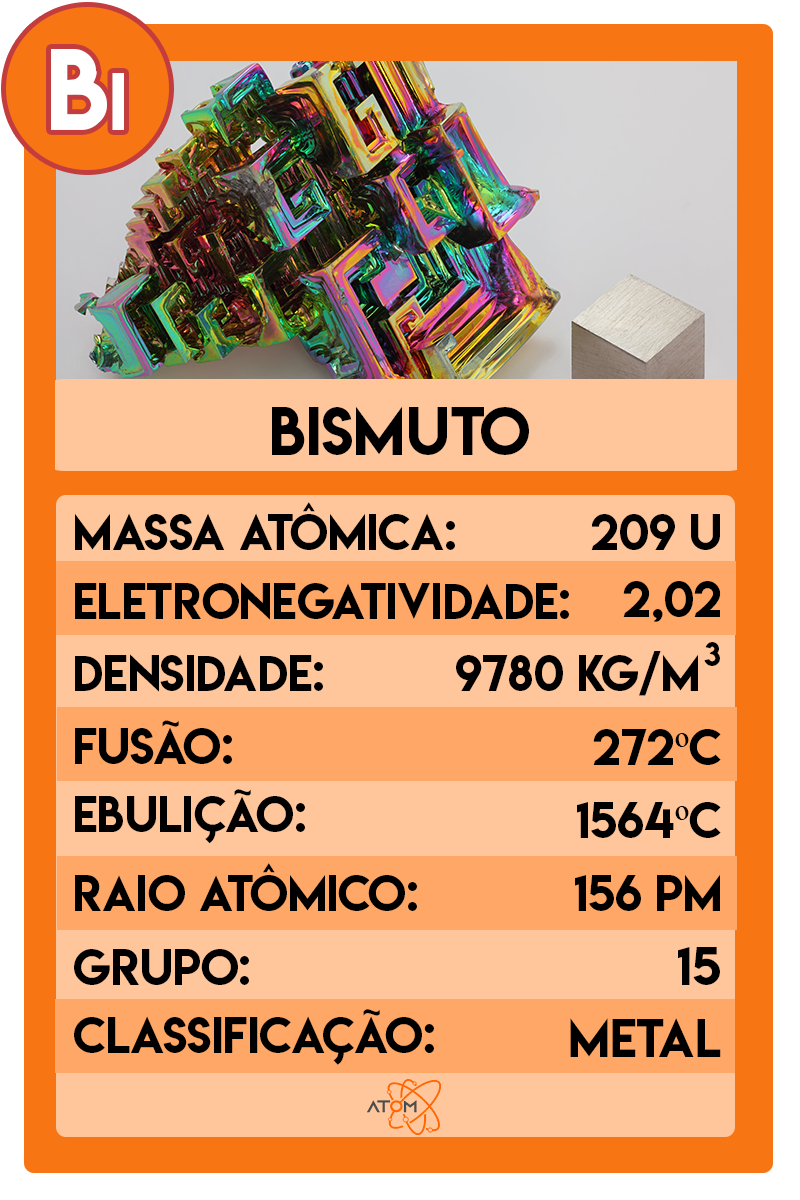 Bi
BISMUTO
MASSA ATÔMICA: 209 U
ELETRONEGATIVIDADE: 2,02
DENSIDADE: 9780 KG/M³
FUSÃO: 272ºC
EBULIÇÃO: 1564ºC
RAIO ATÔMICO: 156 PM
GRUPO: 15
CLASSIFICAÇÃO: METAL
ATOM